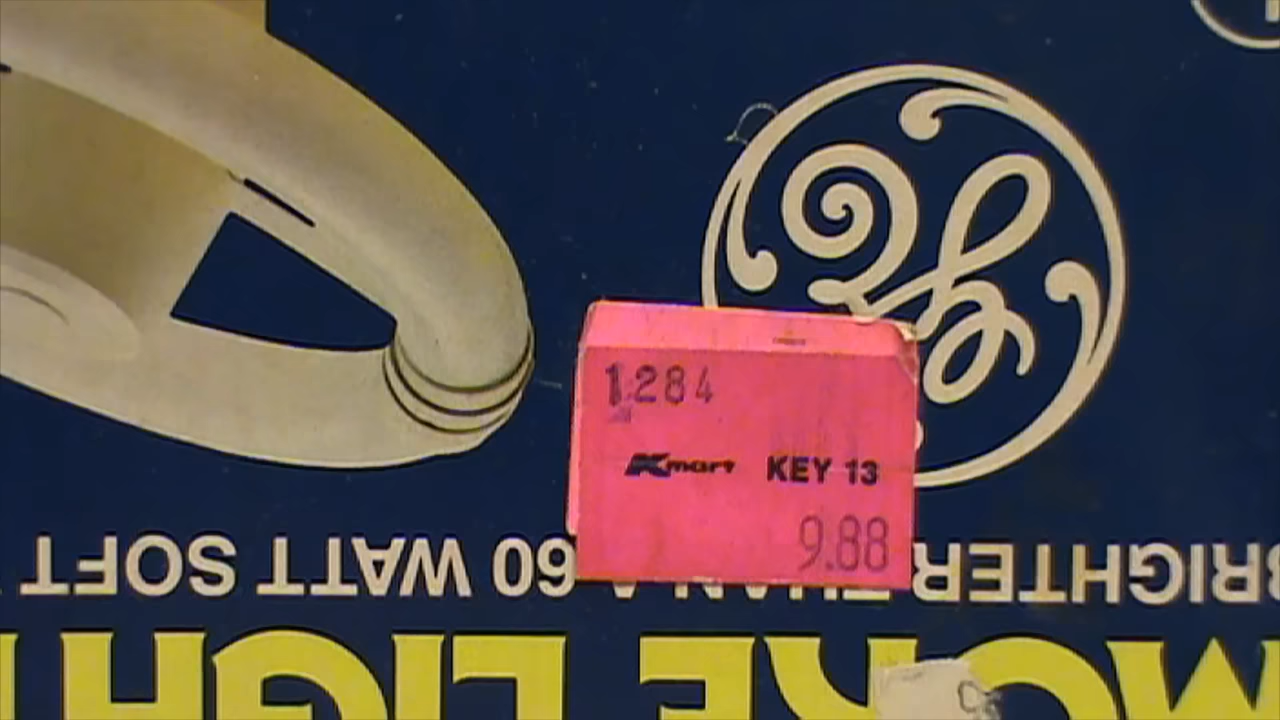 1284
Kmart KEY 13
9.88
BRIGHTER THAN A 60 WATT SOFT
MORE LIGH